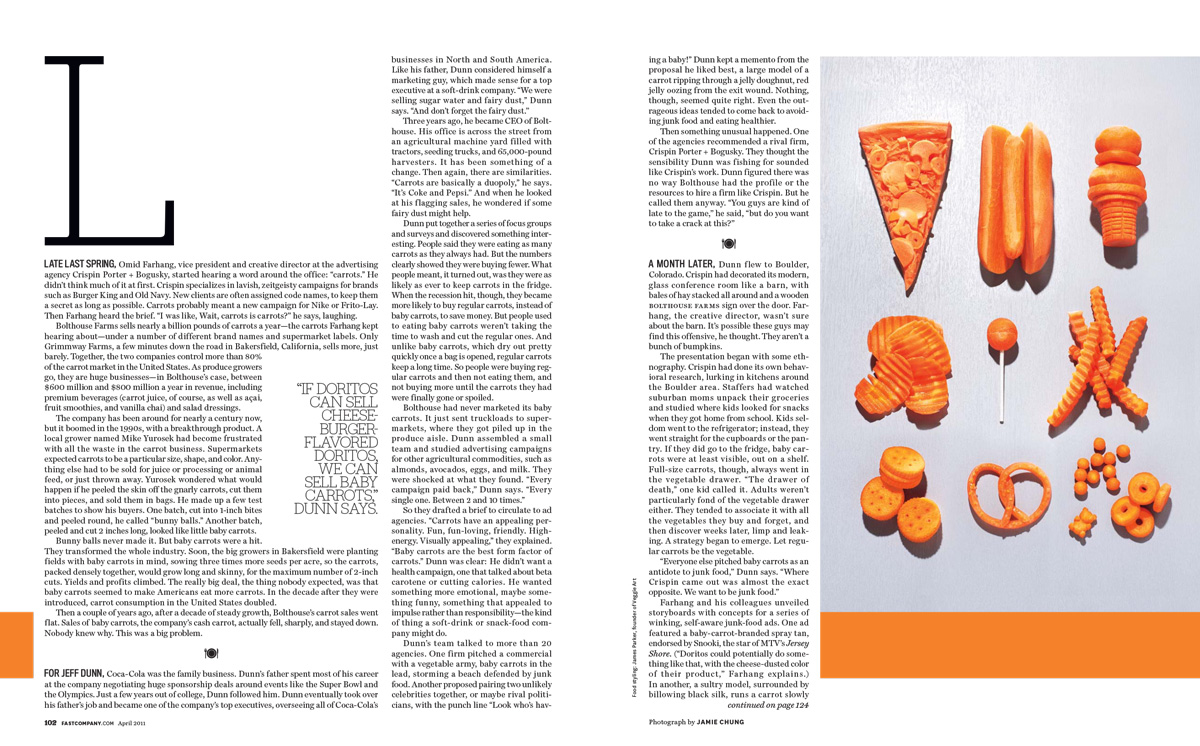 L
LATE LAST SPRING, Omid Farhang, vice president and creative director at the advertising
agency Crispin Porter + Bogusky, started hearing a word around the office: “carrots.” He
didn’t think much of it at first. Crispin specializes in lavish, zeitgeisty campaigns for brands
such as Burger King and Old Navy. New clients are often assigned code names, to keep them
a secret as long as possible. Carrots probably meant a new campaign for Nike or Frito-Lay.
Then Farhang heard the brief. “I was like, Wait, carrots is carrots?” he says, laughing.
Bolthouse Farms sells nearly a billion pounds of carrots a year—the carrots Farhang kept
hearing about—under a number of different brand names and supermarket labels. Only
Grimmway Farms, a few minutes down the road in Bakersfield, California, sells more, just
barely. Together, the two companies control more than 80%
of the carrot market in the United States. As produce growers
go, they are huge businesses—in Bolthouse’s case, between
$600 million and $800 million a year in revenue, including
premium beverages (carrot juice, of course, as well as açai,
fruit smoothies, and vanilla chai) and salad dressings.
The company has been around for nearly a century now,
but it boomed in the 1990s, with a breakthrough product. A
local grower named Mike Yurosek had become frustrated
with all the waste in the carrot business. Supermarkets
expected carrots to be a particular size, shape, and color. Any-
thing else had to be sold for juice or processing or animal
feed, or just thrown away. Yurosek wondered what would
happen if he peeled the skin off the gnarly carrots, cut them
into pieces, and sold them in bags. He made up a few test
batches to show his buyers. One batch, cut into 1-inch bites
and peeled round, he called “bunny balls.” Another batch,
peeled and cut 2 inches long, looked like little baby carrots.
Bunny balls never made it. But baby carrots were a hit.
They transformed the whole industry. Soon, the big growers in Bakersfield were planting
fields with baby carrots in mind, sowing three times more seeds per acre, so the carrots,
packed densely together, would grow long and skinny, for the maximum number of 2-inch
cuts. Yields and profits climbed. The really big deal, the thing nobody expected, was that
baby carrots seemed to make Americans eat more carrots. In the decade after they were
introduced, carrot consumption in the United States doubled.
Then a couple of years ago, after a decade of steady growth, Bolthouse’s carrot sales went
flat. Sales of baby carrots, the company’s cash carrot, actually fell, sharply, and stayed down.
Nobody knew why. This was a big problem.
“IF DORITOS
CAN SELL
CHEESE-
BURGER-
FLAVORED
DORITOS,
WE CAN
SELL BABY
CARROTS,”
DUNN SAYS.
FOR JEFF DUNN, Coca-Cola was the family business. Dunn’s father spent most of his career
at the company negotiating huge sponsorship deals around events like the Super Bowl and
the Olympics. Just a few years out of college, Dunn followed him. Dunn eventually took over
his father’s job and became one of the company’s top executives, overseeing all of Coca-Cola’s
businesses in North and South America.
Like his father, Dunn considered himself a
marketing guy, which made sense for a top
executive at a soft-drink company. “We were
selling sugar water and fairy dust,” Dunn
says. “And don’t forget the fairy dust.”
Three years ago, he became CEO of Bolt-
house. His office is across the street from
an agricultural machine yard filled with
tractors, seeding trucks, and 65,000-pound
harvesters. It has been something of a
change. Then again, there are similarities.
“Carrots are basically a duopoly,” he says.
“It’s Coke and Pepsi.” And when he looked
at his flagging sales, he wondered if some
fairy dust might help.
Dunn put together a series of focus groups
and surveys and discovered something inter-
esting. People said they were eating as many
carrots as they always had. But the numbers
clearly showed they were buying fewer. What
people meant, it turned out, was they were as
likely as ever to keep carrots in the fridge.
When the recession hit, though, they became
more likely to buy regular carrots, instead of
baby carrots, to save money. But people used
to eating baby carrots weren’t taking the
time to wash and cut the regular ones. And
unlike baby carrots, which dry out pretty
quickly once a bag is opened, regular carrots
keep a long time. So people were buying reg-
ular carrots and then not eating them, and
not buying more until the carrots they had
were finally gone or spoiled.
Bolthouse had never marketed its baby
carrots. It just sent truckloads to super-
markets, where they got piled up in the
produce aisle. Dunn assembled a small
team and studied advertising campaigns
for other agricultural commodities, such as
almonds, avocados, eggs, and milk. They
were shocked at what they found. “Every
campaign paid back,” Dunn says. “Every
single one. Between 2 and 10 times.”
So they drafted a brief to circulate to ad
agencies. “Carrots have an appealing per-
sonality. Fun, fun-loving, friendly. High-
energy. Visually appealing,” they explained.
“Baby carrots are the best form factor of
carrots.” Dunn was clear: He didn’t want a
health campaign, one that talked about beta
carotene or cutting calories. He wanted
something more emotional, maybe some-
thing funny, something that appealed to
impulse rather than responsibility—the kind
of thing a soft-drink or snack-food com-
pany might do.
Dunn’s team talked to more than 20
agencies. One firm pitched a commercial
with a vegetable army, baby carrots in the
lead, storming a beach defended by junk
food. Another proposed pairing two unlikely
celebrities together, or maybe rival politi-
cians, with the punch line “Look who’s hav-
102 FASTCOMPANY.COM April 2011
ing a baby!” Dunn kept a memento from the
proposal he liked best, a large model of a
carrot ripping through a jelly doughnut, red
jelly oozing from the exit wound. Nothing,
though, seemed quite right. Even the out-
rageous ideas tended to come back to avoid-
ing junk food and eating healthier.
Then something unusual happened. One
of the agencies recommended a rival firm,
Crispin Porter + Bogusky. They thought the
sensibility Dunn was fishing for sounded
like Crispin’s work. Dunn figured there was
no way Bolthouse had the profile or the
resources to hire a firm like Crispin. But he
called them anyway. “You guys are kind of
late to the game,” he said, “but do you want
to take a crack at this?”
A MONTH LATER, Dunn flew to Boulder,
Colorado. Crispin had decorated its modern,
glass conference room like a barn, with
bales of hay stacked all around and a wooden
BOLTHOUSE FARMS sign over the door. Far-
hang, the creative director, wasn’t sure
about the barn. It’s possible these guys may
find this offensive, he thought. They aren’t a
bunch of bumpkins.
The presentation began with some eth-
nography. Crispin had done its own behav-
ioral research, lurking in kitchens around
the Boulder area. Staffers had watched
suburban moms unpack their groceries
and studied where kids looked for snacks
when they got home from school. Kids sel-
dom went to the refrigerator; instead, they
went straight for the cupboards or the pan-
try. If they did go to the fridge, baby car-
rots were at least visible, out on a shelf.
Full-size carrots, though, always went in
the vegetable drawer. “The drawer of
death,” one kid called it. Adults weren’t
particularly fond of the vegetable drawer
either. They tended to associate it with all
the vegetables they buy and forget, and
then discover weeks later, limp and leak-
ing. A strategy began to emerge. Let regu-
lar carrots be the vegetable.
“Everyone else pitched baby carrots as an
antidote to junk food,” Dunn says. “Where
Crispin came out was almost the exact
opposite. We want to be junk food.”
Farhang and his colleagues unveiled
storyboards with concepts for a series of
winking, self-aware junk-food ads. One ad
featured a baby-carrot-branded spray tan,
endorsed by Snooki, the star of MTV’s Jersey
Shore. (“Doritos could potentially do some-
thing like that, with the cheese-dusted color
of their product,” Farhang explains.)
In another, a sultry model, surrounded by
billowing black silk, runs a carrot slowly
continued on page 124
Food styling: James Parker, founder of Veggie Art
Photograph by JAMIE CHUNG